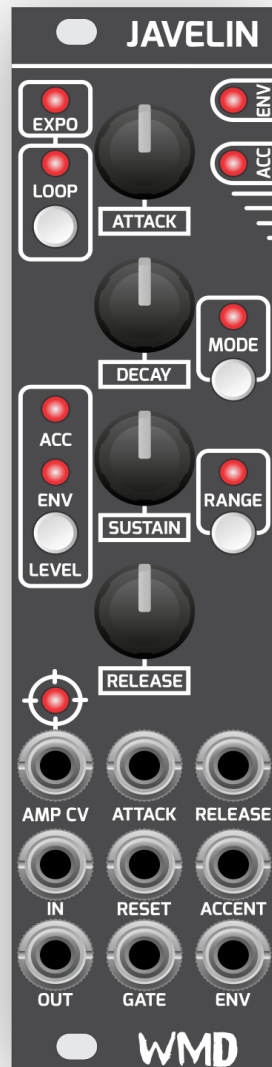 JAVELIN
EXPO
ENV
LOOP
ACC
ATTACK
DECAY
MODE
ACC
ENV
LEVEL
SUSTAIN
RANGE
RELEASE
AMP CV ATTACK RELEASE
IN RESET ACCENT
OUT GATE ENV
WMD